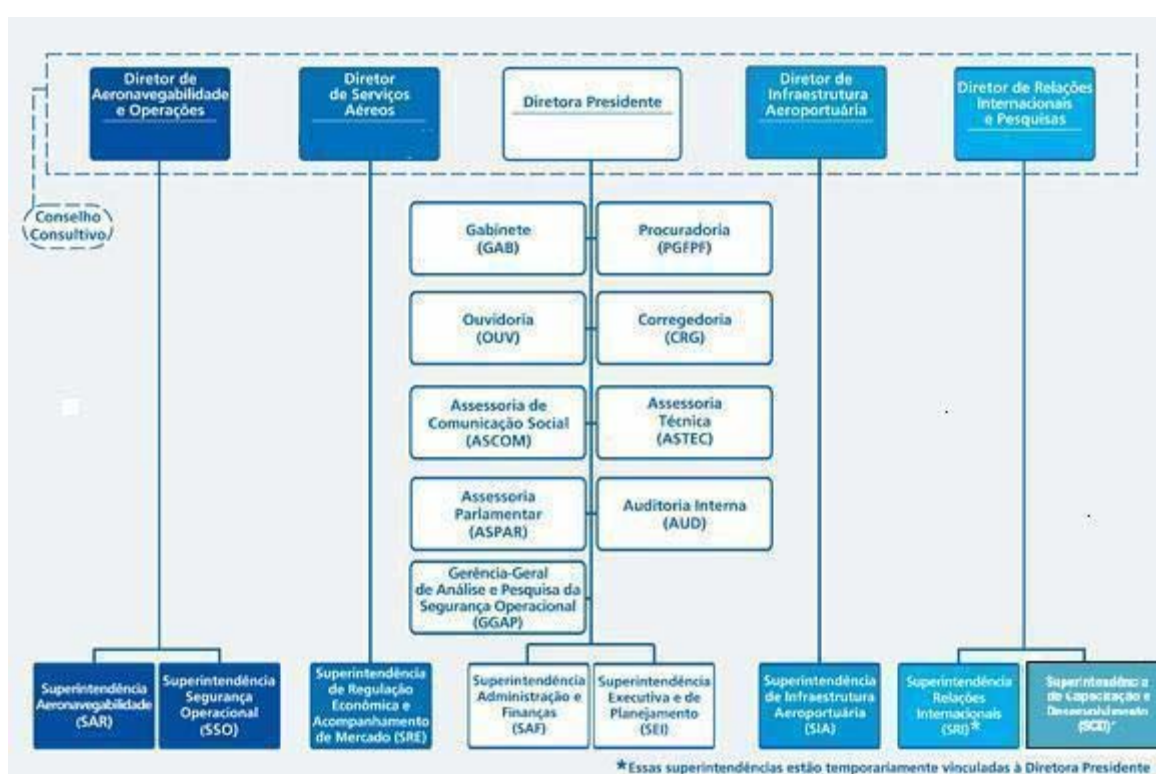 Diretor de
Aeronavegabilidade
e Operações
Diretor
de Serviços
Aéreos
Diretora Presidente
Diretor de
Infraestrutura
Aeroportuária
Diretor de Relações
Internacionais
e Pesquisas
Conselho
Consultivo
Gabinete
(GAB)
Procuradoria
(PGFPF)
Ouvidoria
(OUV)
Corregedoria
(CRG)
Assessoria de
Comunicação Social
(ASCOM)
Assessoria
Técnica
(ASTEC)
Assessoria
Parlamentar
(ASPAR)
Auditoria Interna
(AUD)
Gerência-Geral
de Análise e Pesquisa da
Segurança Operacional
(GGAP)
Superintendência
Aeronavegabilidade
(SAR)
Superintendência
Segurança
Operacional
(SSO)
Superintendência
de Regulação
Econômica e
Acompanhamento
de Mercado (SRE)
Superintendência
Administração e
Finanças
(SAF)
Superintendência
Executiva e de
Planejamento
(SEI)
Superintendência
de Infraestrutura
Aeroportuária
(SIA)
Superintendência
Relações
Internacionais
(SRI)*
Superintendência
de Capacitação e
Desenvolvimento
*Essas superintendências estão temporariamente vinculadas à Diretora Presidente